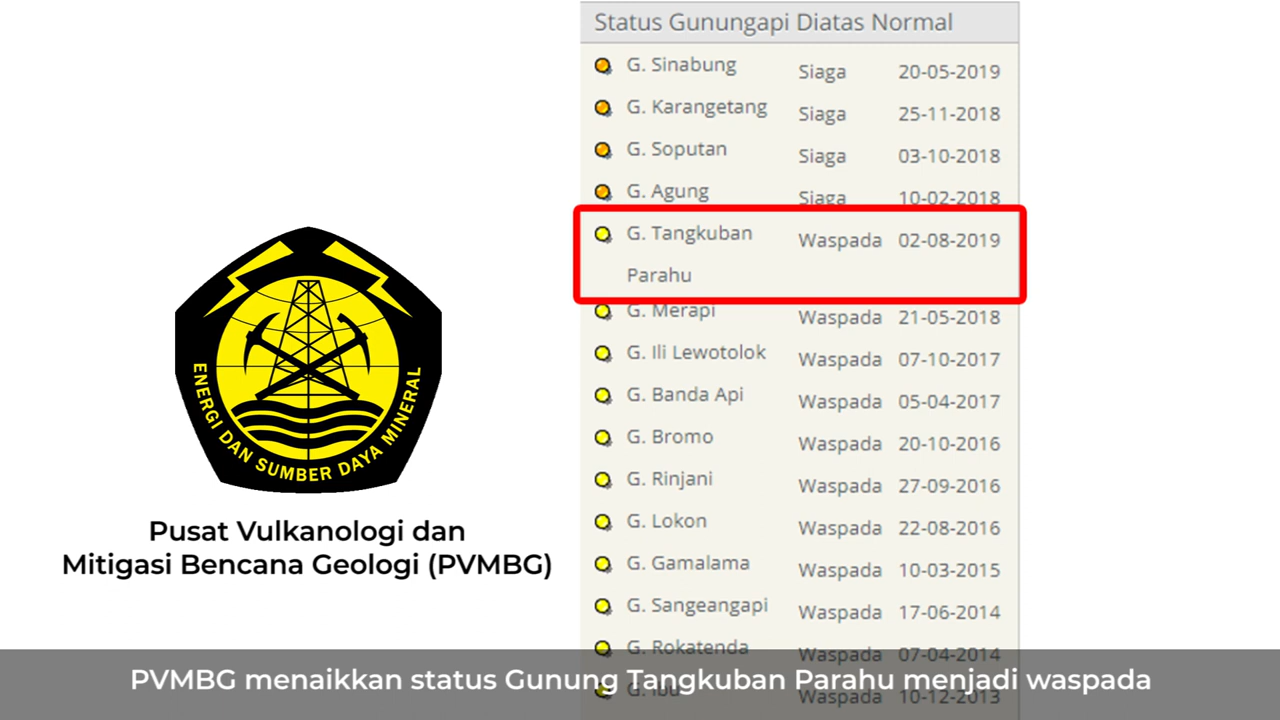 Status Gunungapi Diatas Normal
G. Sinabung Siaga 20-05-2019
G. Karangetang Siaga 25-11-2018
G. Soputan Siaga 03-10-2018
G. Agung Siaga 10-02-2018
G. Tangkuban Waspada 02-08-2019
Parahu
G. Merapi Waspada 21-05-2018
G. Ili Lewotolok Waspada 07-10-2017
G. Banda Api Waspada 05-04-2017
G. Bromo Waspada 20-10-2016
G. Rinjani Waspada 27-09-2016
G. Lokon Waspada 22-08-2016
G. Gamalama Waspada 10-03-2015
G. Sangeangapi Waspada 17-06-2014
G. Rokatenda Waspada 07-04-2014
G. Ibu Waspada 10-12-2013
ENERGI DAN SUMBER DAYA MINERAL
Pusat Vulkanologi dan
Mitigasi Bencana Geologi (PVMBG)
PVMBG menaikkan status Gunung Tangkuban Parahu menjadi waspada